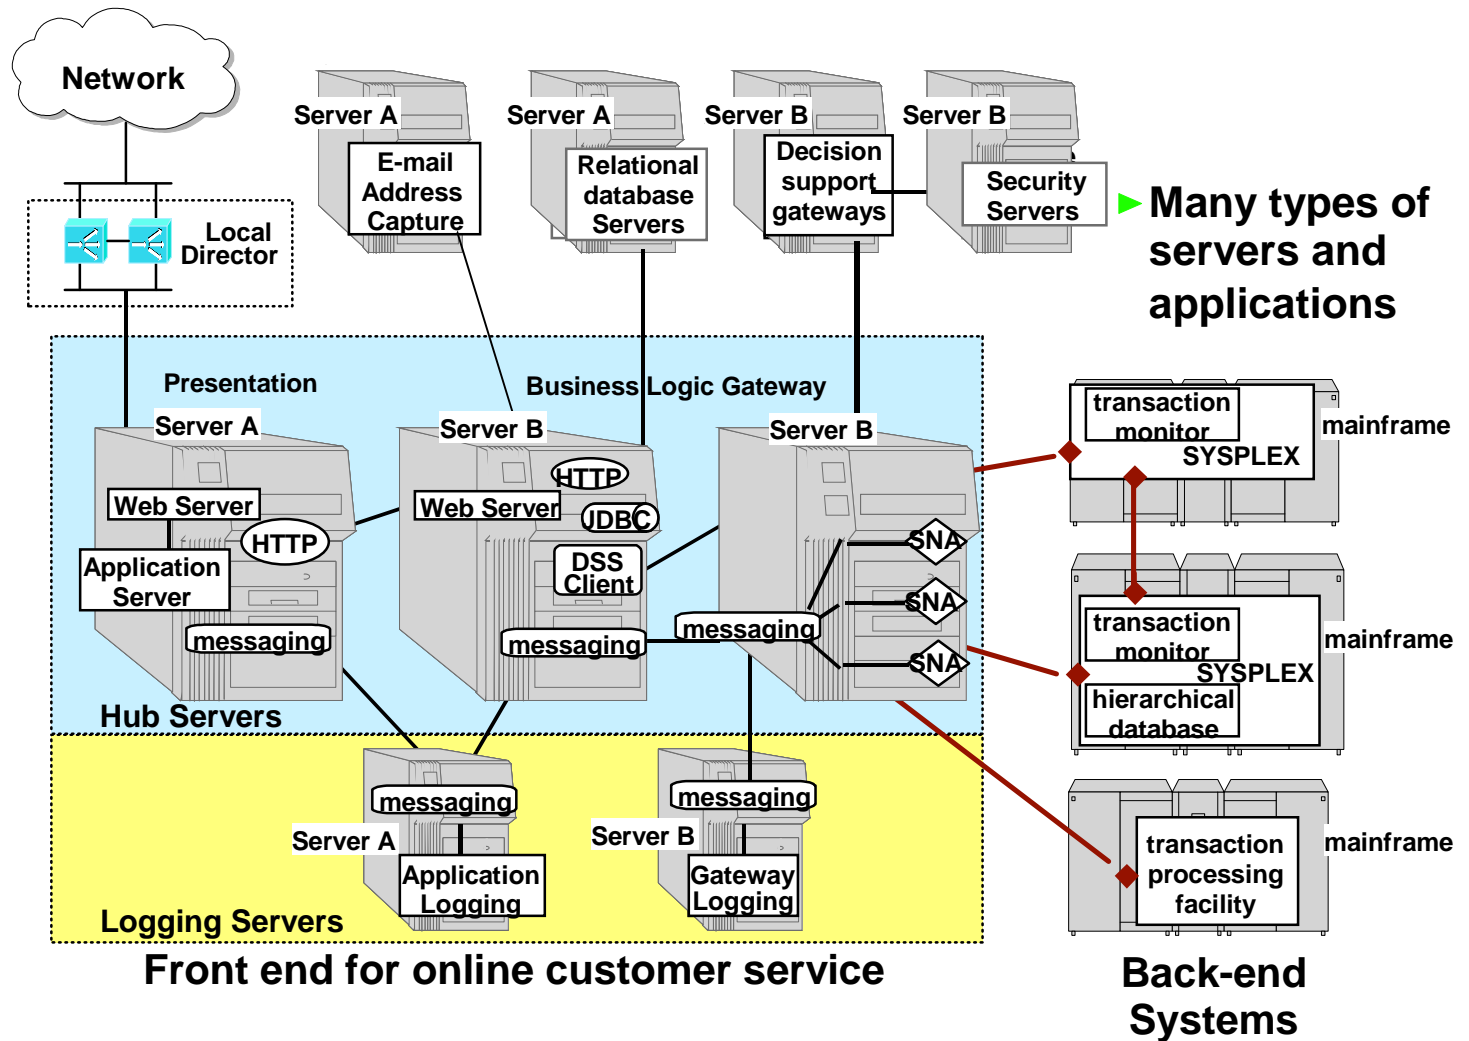 Network
Local
Director
Server A
E-mail
Address
Capture
Server A
Relational
database
Servers
Server B
Decision
support
gateways
Server B
Security
Servers
Many types of
servers and
applications
Presentation
Server A
Web Server
HTTP
Application
Server
messaging
Business Logic Gateway
Server B
HTTP
Web Server
JDBC
DSS
Client
messaging
Server B
SNA
SNA
SNA
messaging
Hub Servers
messaging
Server A
Application
Logging
messaging
Server B
Gateway
Logging
Logging Servers
Front end for online customer service
transaction
monitor
SYSPLEX
mainframe
transaction
monitor
SYSPLEX
hierarchical
database
mainframe
transaction
processing
facility
mainframe
Back-end
Systems